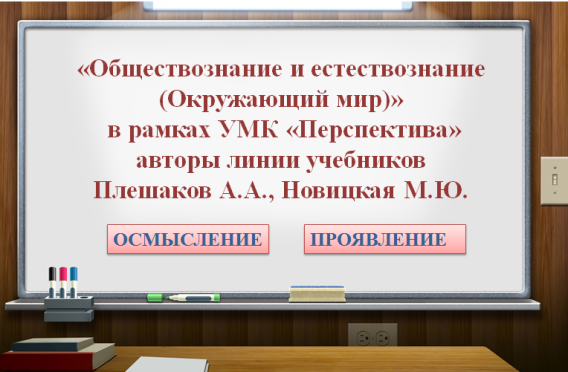 «Обществознание и естествознание
(Окружающий мир)»
в рамках УМК «Перспектива»
авторы линии учебников
Плешаков А.А., Новицкая М.Ю.
ОСМЫСЛЕНИЕ ПРОЯВЛЕНИЕ